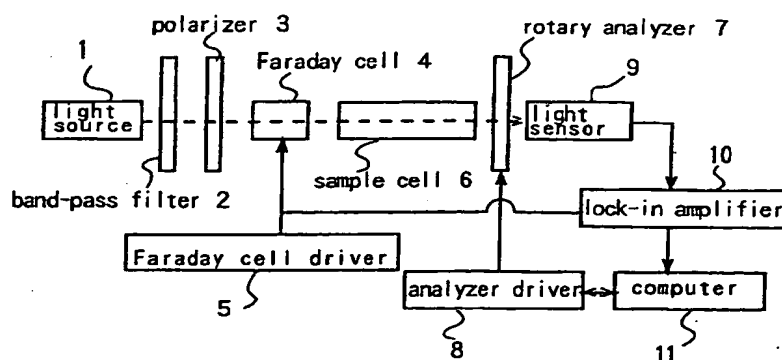 polarizer 3
rotary analyzer 7
1
Faraday cell 4
9
light
source
light
sensor
10
band-pass filter 2
sample cell 6
lock-in amplifier
Faraday cell driver
analyzer driver
computer
5
8
11